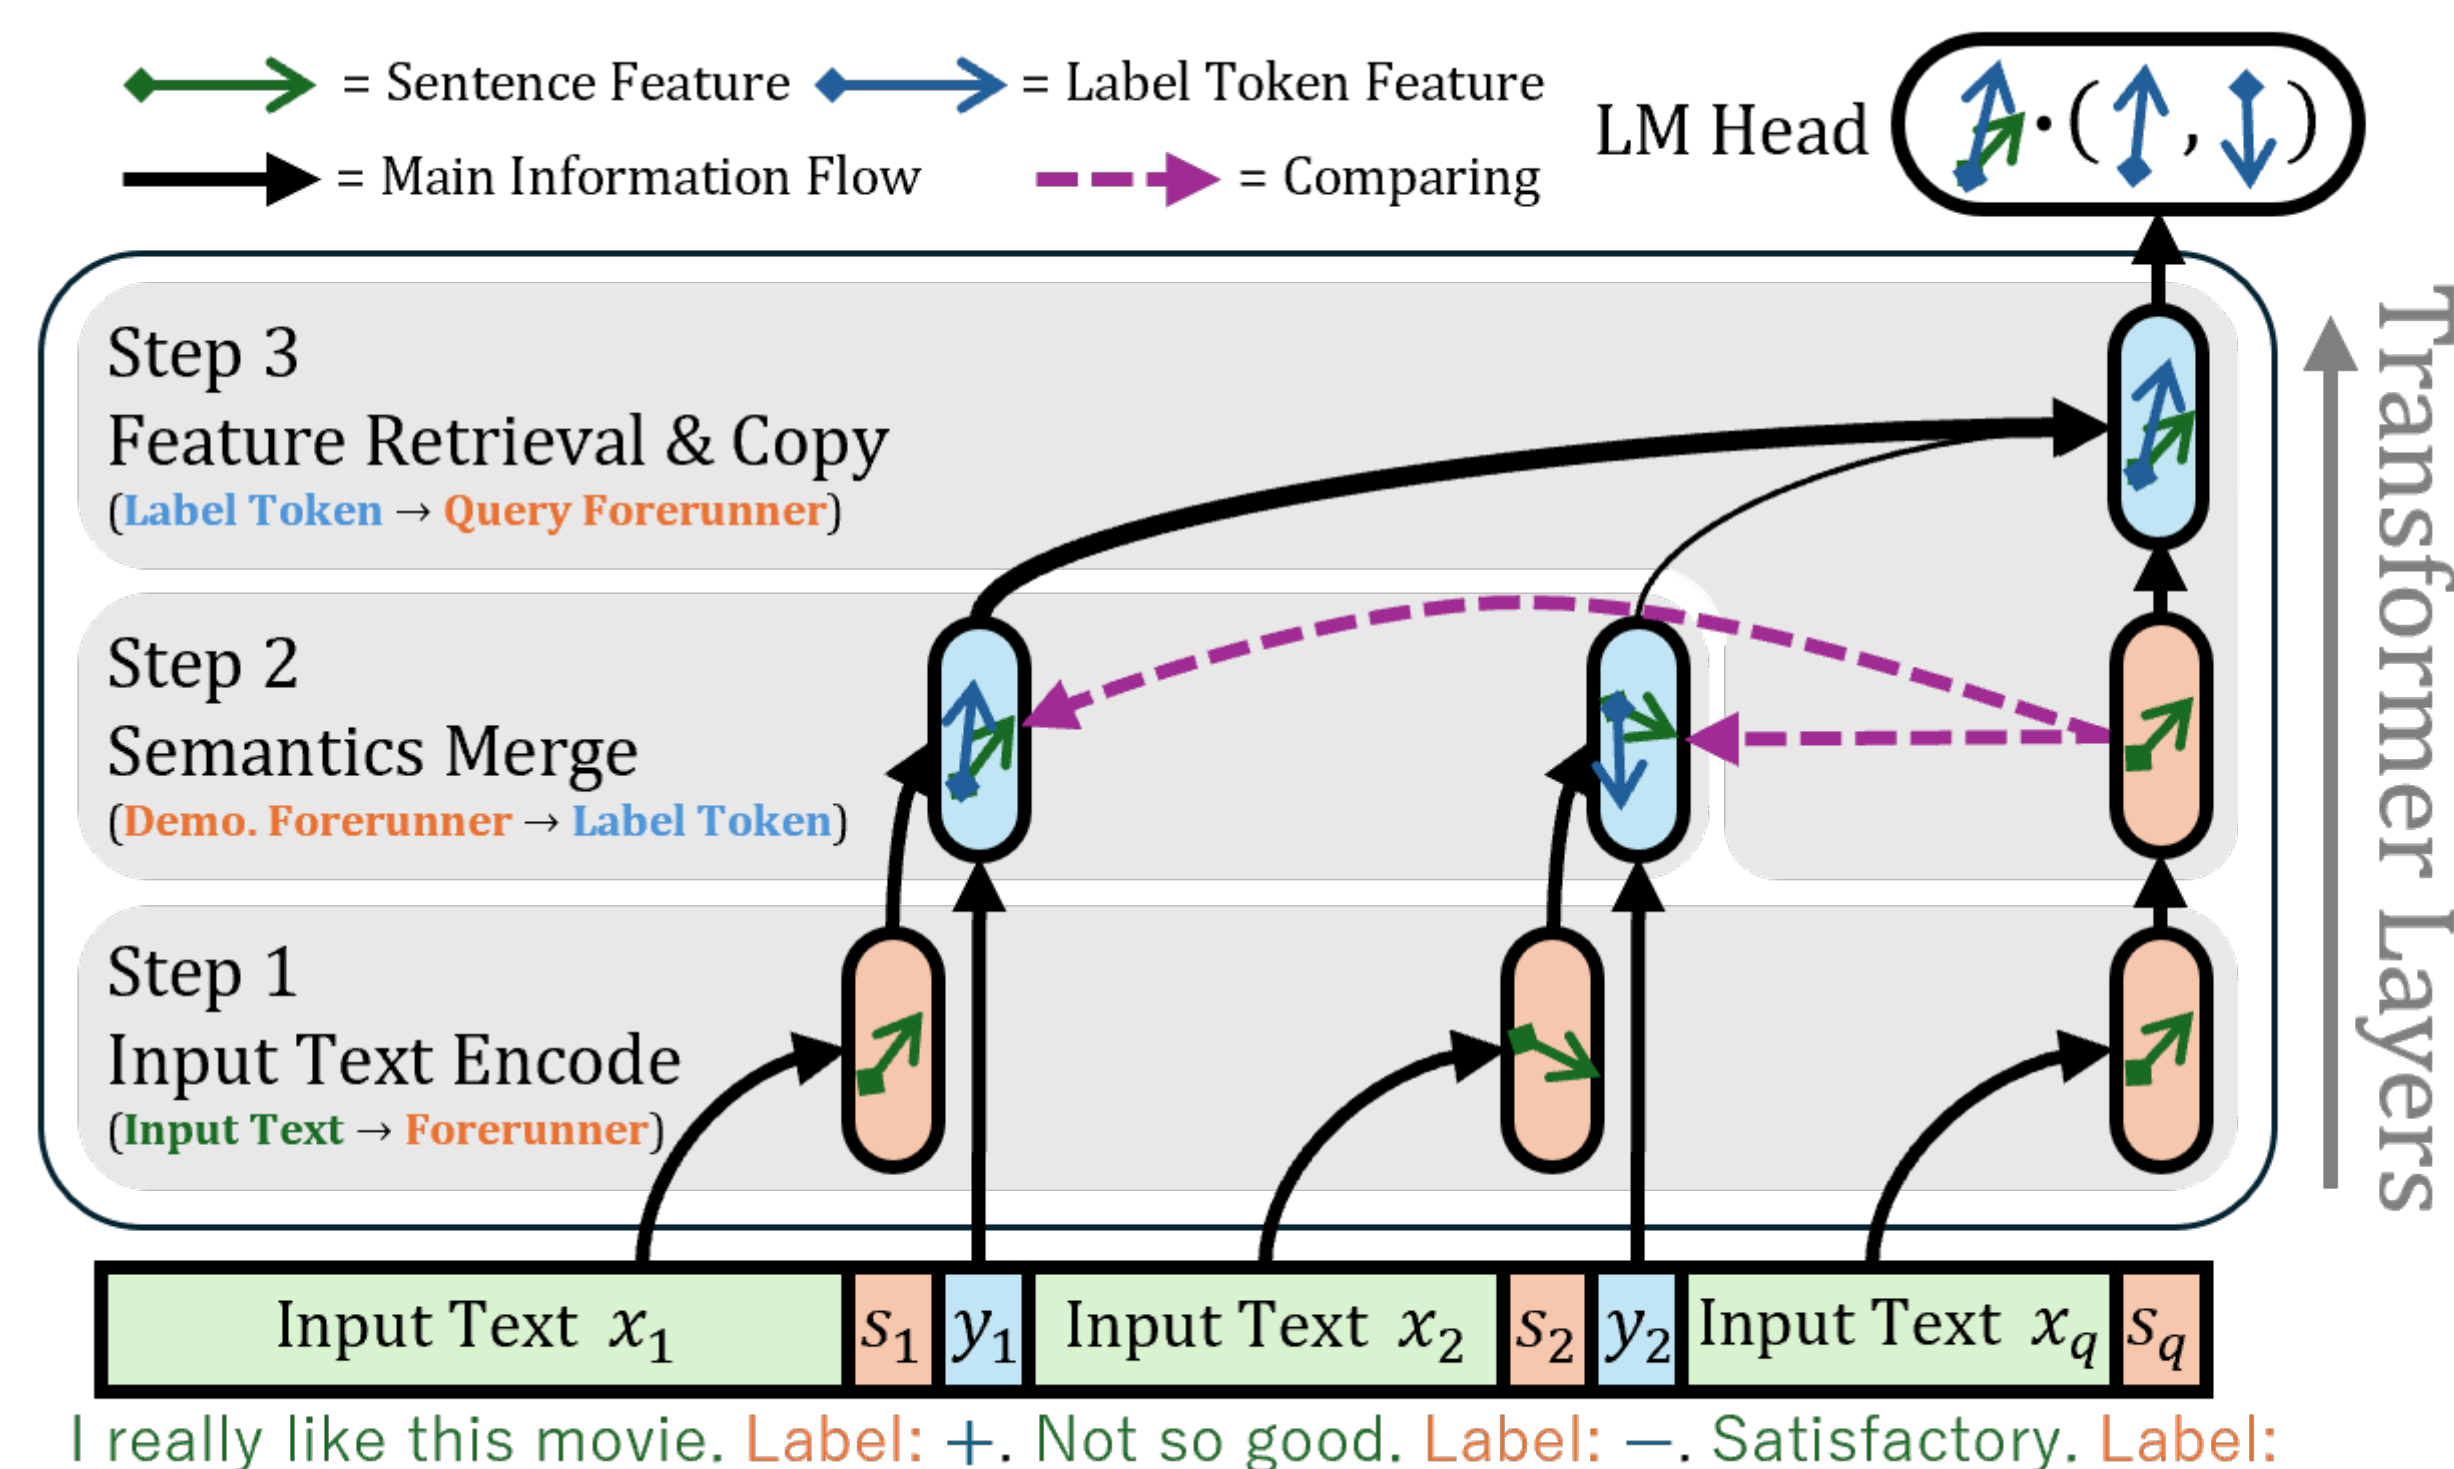 = Sentence Feature = Label Token Feature
= Main Information Flow = Comparing
LM Head · ( , )
Step 3
Feature Retrieval & Copy
(Label Token → Query Forerunner)
Step 2
Semantics Merge
(Demo. Forerunner → Label Token)
Step 1
Input Text Encode
(Input Text → Forerunner)
Transformer Layers
Input Text x₁ s₁ y₁ Input Text x₂ s₂ y₂ Input Text x_q s_q
I really like this movie. Label: +. Not so good. Label: −. Satisfactory. Label: